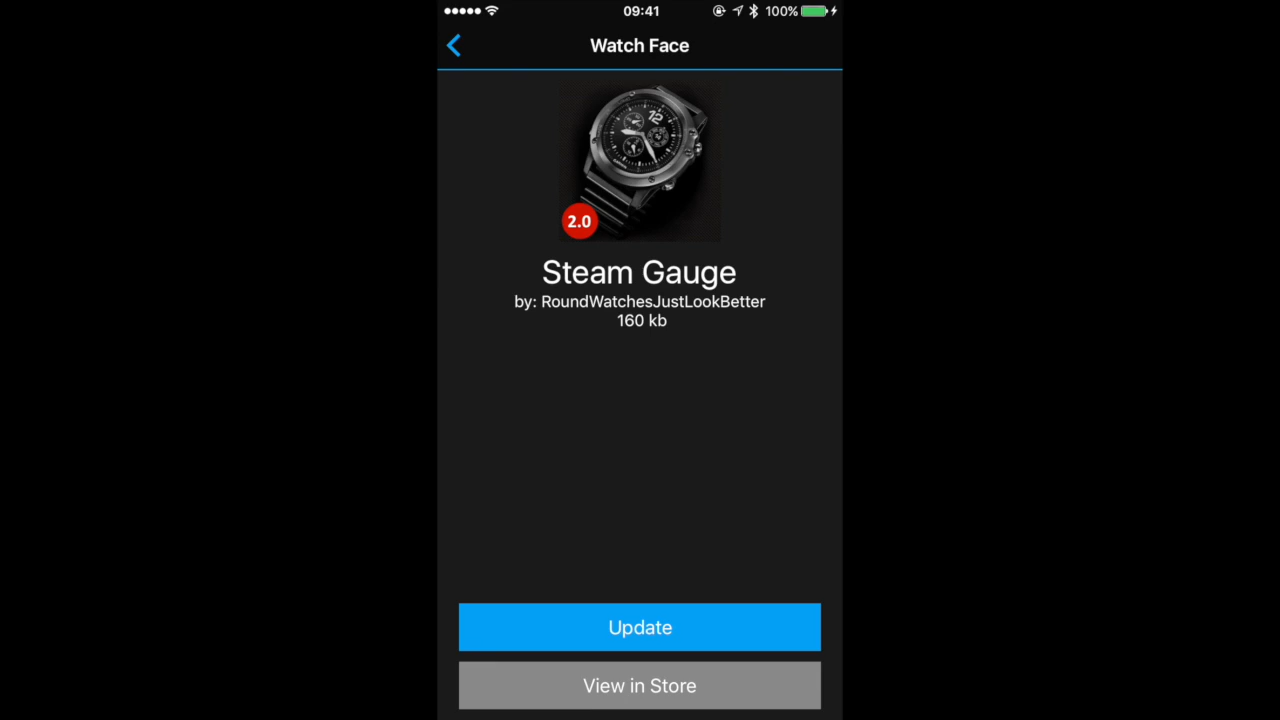 09:41
100%
Watch Face
12
2.0
Steam Gauge
by: RoundWatchesJustLookBetter
160 kb
Update
View in Store